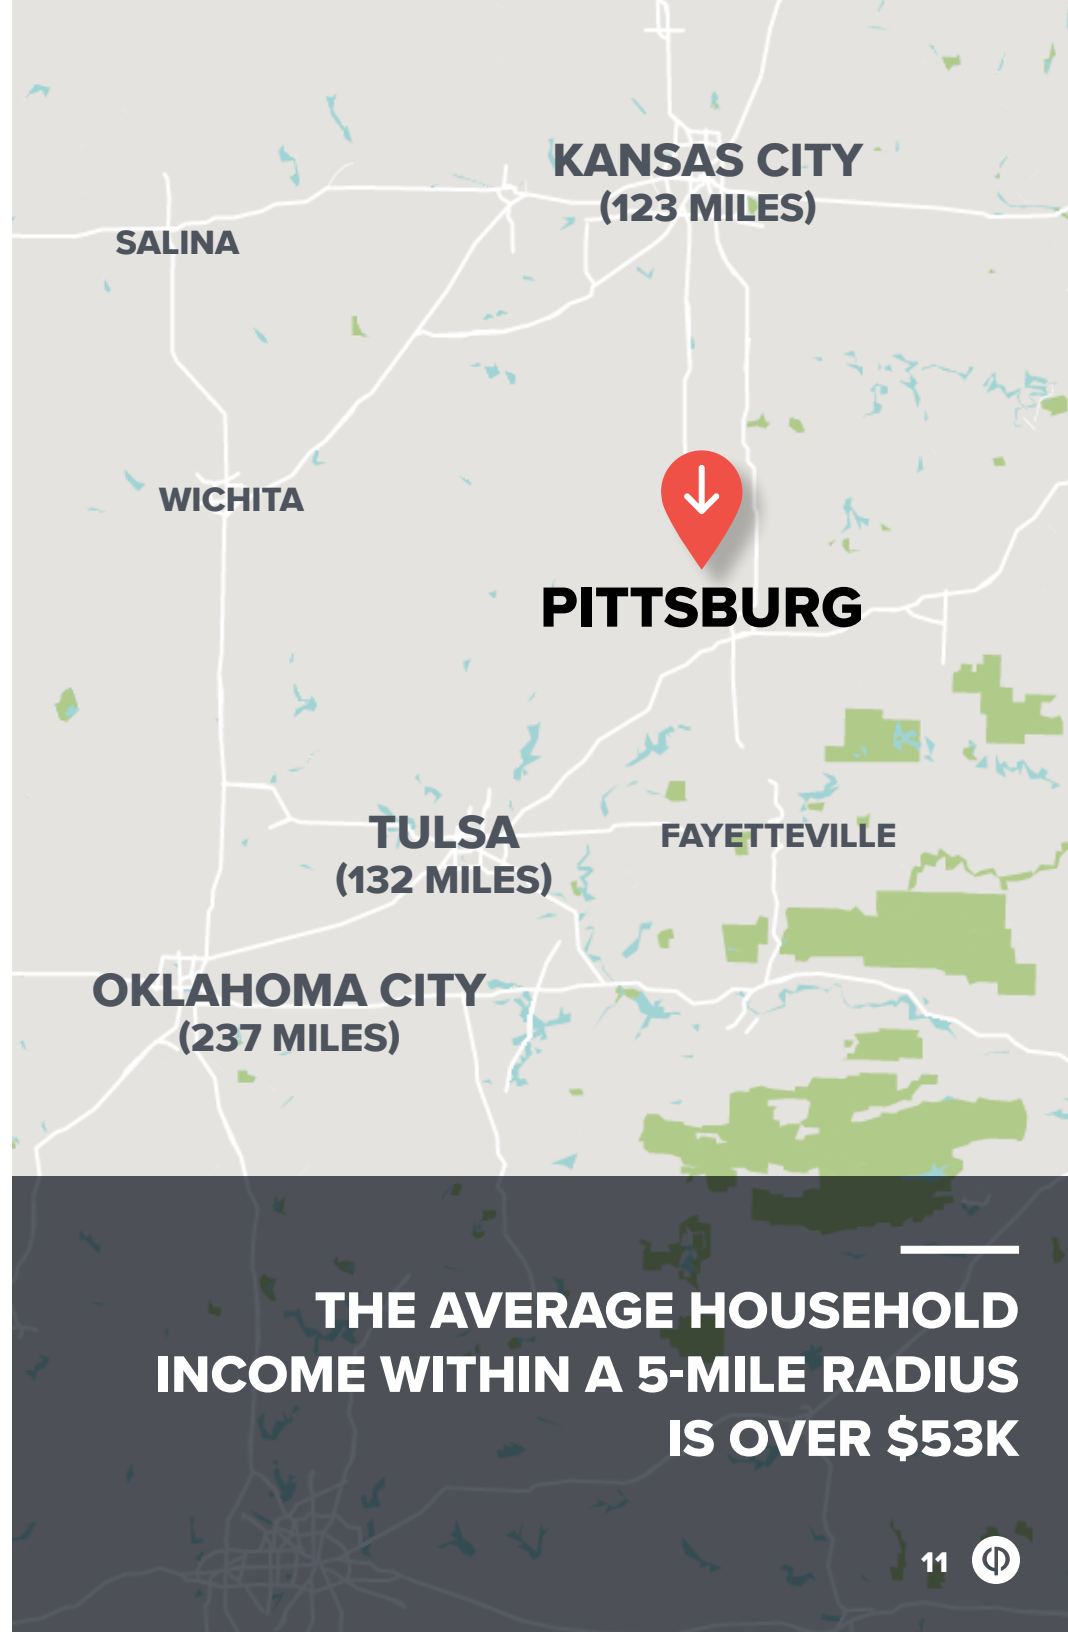 KANSAS CITY
(123 MILES)
SALINA
WICHITA
PITTSBURG
TULSA
(132 MILES)
FAYETTEVILLE
OKLAHOMA CITY
(237 MILES)
THE AVERAGE HOUSEHOLD
INCOME WITHIN A 5-MILE RADIUS
IS OVER $53K
11